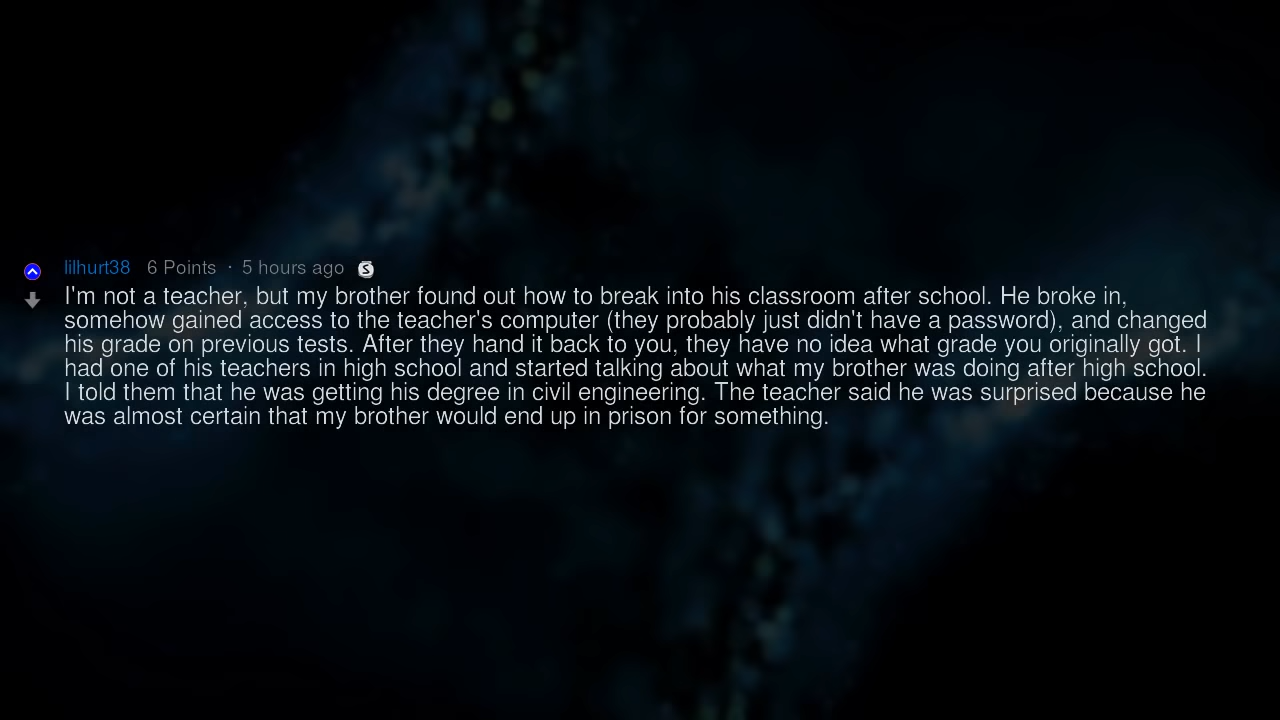 lilhurt38 6 Points · 5 hours ago S
I'm not a teacher, but my brother found out how to break into his classroom after school. He broke in,
somehow gained access to the teacher's computer (they probably just didn't have a password), and changed
his grade on previous tests. After they hand it back to you, they have no idea what grade you originally got. I
had one of his teachers in high school and started talking about what my brother was doing after high school.
I told them that he was getting his degree in civil engineering. The teacher said he was surprised because he
was almost certain that my brother would end up in prison for something.